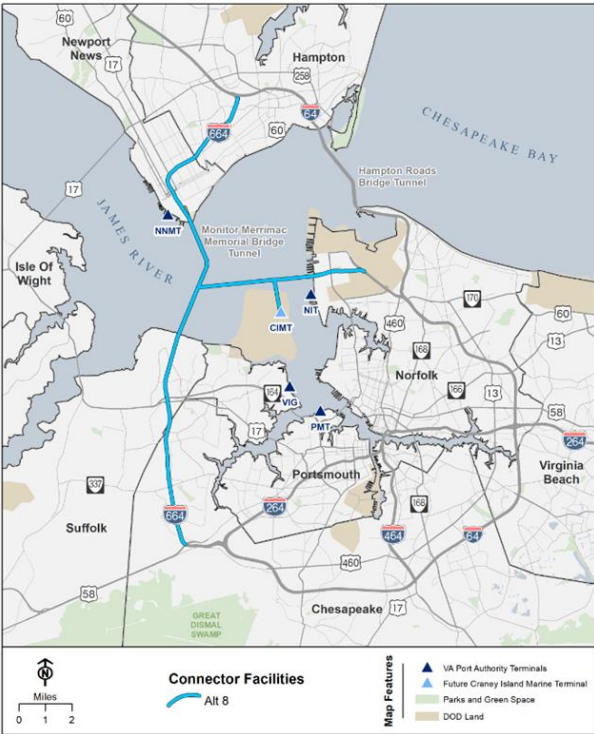 60
Newport
News
17
Hampton
258
64
664
60
CHESAPEAKE BAY
Hampton Roads
Bridge Tunnel
17
NNMT
JAMES RIVER
Monitor Merrimac
Memorial Bridge
Tunnel
Isle Of
Wight
NIT
CIMT
170
460
60
13
168
Norfolk
164
VIG
166
13
17
PMT
58
264
Portsmouth
Virginia
Beach
337
Suffolk
664
264
168
464
64
460
58
Chesapeake
17
GREAT
DISMAL
SWAMP
N
Miles
0 1 2
Connector Facilities
Alt 8
Map Features
VA Port Authority Terminals
Future Craney Island Marine Terminal
Parks and Green Space
DOD Land